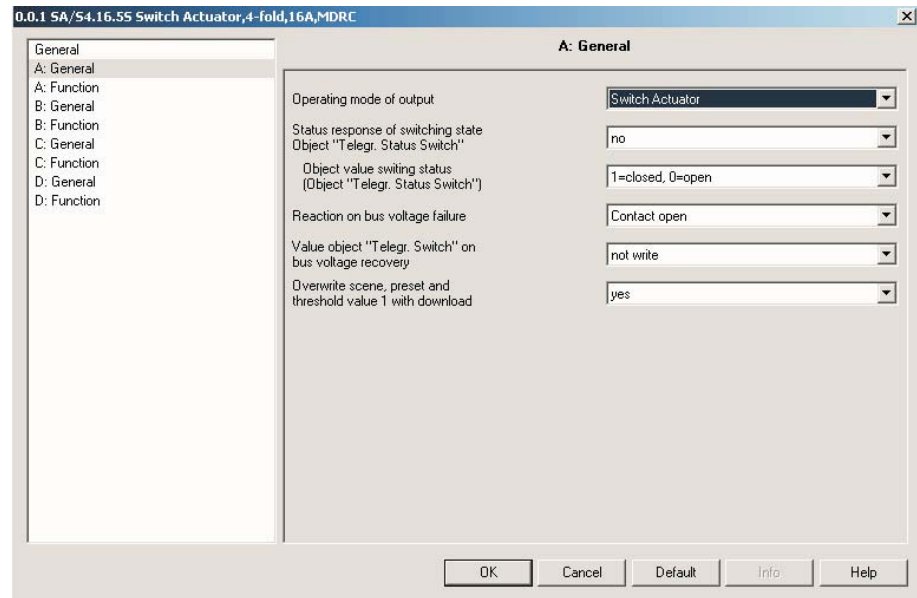 0.0.1 SA/S4.16.5S Switch Actuator,4-fold,16A,MDRC
General
A: General
A: Function
B: General
B: Function
C: General
C: Function
D: General
D: Function
A: General
Operating mode of output
Switch Actuator
Status response of switching state
Object "Telegr. Status Switch"
no
Object value switing status
(Object "Telegr. Status Switch")
1=closed, 0=open
Reaction on bus voltage failure
Contact open
Value object "Telegr. Switch" on
bus voltage recovery
not write
Overwrite scene, preset and
threshold value 1 with download
yes
OK
Cancel
Default
Info
Help